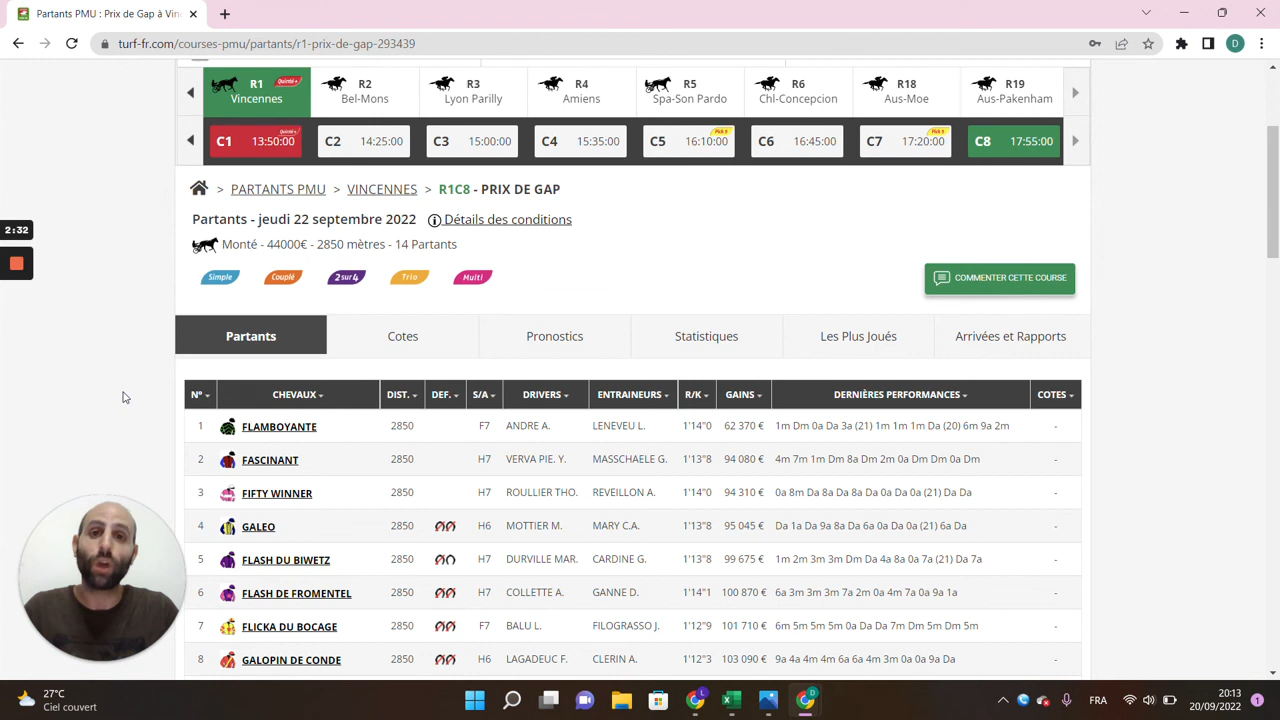 Partants PMU : Prix de Gap à Vin
turf-fr.com/courses-pmu/partants/r1-prix-de-gap-293439
D
R1 Quinté+
Vincennes
R2
Bel-Mons
R3
Lyon Parilly
R4
Amiens
R5
Spa-Son Pardo
R6
Chl-Concepcion
R18
Aus-Moe
R19
Aus-Pakenham
C1 13:50:00 Quinté+
C2 14:25:00
C3 15:00:00
C4 15:35:00
C5 16:10:00 Pick 5
C6 16:45:00
C7 17:20:00 Pick 5
C8 17:55:00
> PARTANTS PMU > VINCENNES > R1C8 - PRIX DE GAP
2:32
Partants - jeudi 22 septembre 2022 Détails des conditions
Monté - 44000€ - 2850 mètres - 14 Partants
Simple Couplé 2 sur 4 Trio Multi
COMMENTER CETTE COURSE
Partants Cotes Pronostics Statistiques Les Plus Joués Arrivées et Rapports
N° CHEVAUX DIST. DEF. S/A DRIVERS ENTRAINEURS R/K GAINS DERNIÈRES PERFORMANCES COTES
1 FLAMBOYANTE 2850 F7 ANDRE A. LENEVEU L. 1'14"0 62 370 € 1m Dm 0a Da 3a (21) 1m 1m 1m Da (20) 6m 9a 2m -
2 FASCINANT 2850 H7 VERVA PIE. Y. MASSCHAELE G. 1'13"8 94 080 € 4m 7m 1m Dm 8a Dm 2m 0a Dm Dm 0a Dm -
3 FIFTY WINNER 2850 H7 ROULLIER THO. REVEILLON A. 1'14"0 94 310 € 0a 8m Da 8a Da 8a Da 0a Da 0a (21) Da Da -
4 GALEO 2850 H6 MOTTIER M. MARY C.A. 1'13"8 95 045 € Da 1a Da 9a 8a Da 6a 0a Da 0a (21) 6a Da -
5 FLASH DU BIWETZ 2850 H7 DURVILLE MAR. CARDINE G. 1'13"8 99 675 € 1m 2m 3m 3m Dm Da 4a 8a 0a 7a (21) Da 7a -
6 FLASH DE FROMENTEL 2850 H7 COLLETTE A. GANNE D. 1'14"1 100 870 € 6a 3m 3m 3m 7a 2m 0a 4m 7a 0a 9a 1a -
7 FLICKA DU BOCAGE 2850 F7 BALU L. FILOGRASSO J. 1'12"9 101 710 € 6m 5m 5m 5m 0a Da Da 7m Dm 5m Dm 5m -
8 GALOPIN DE CONDE 2850 H6 LAGADEUC F. CLERIN A. 1'12"3 103 090 € 9a 4a 4m 4m 6a 6a 4m 3m 0a 0a 9a Da -
27°C
Ciel couvert
L
D
FRA
20:13
20/09/2022
1